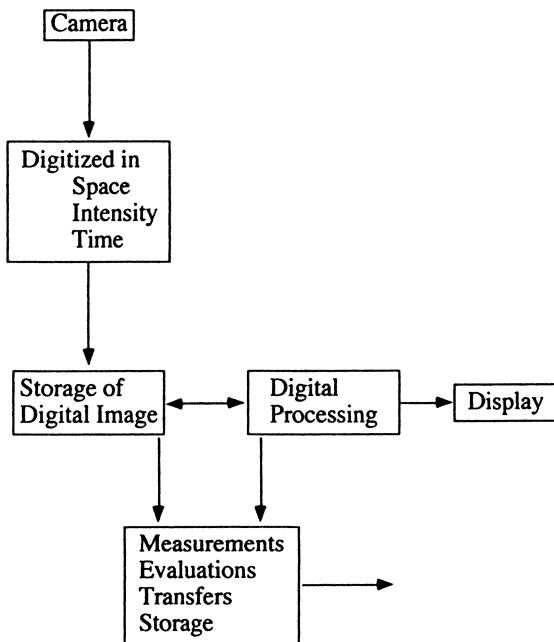 Camera
Digitized in
Space
Intensity
Time
Storage of
Digital Image
Digital
Processing
Display
Measurements
Evaluations
Transfers
Storage